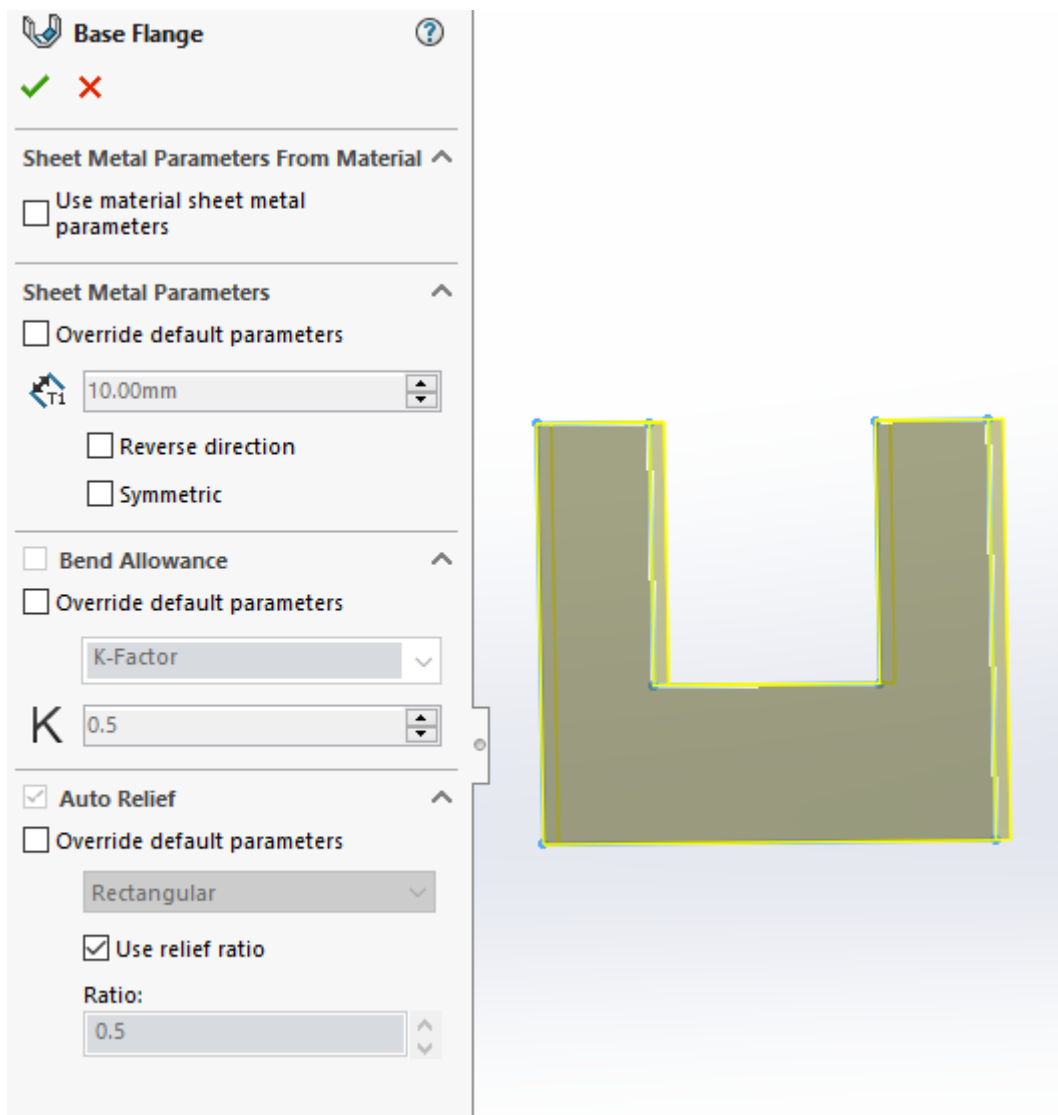 Base Flange
?
Sheet Metal Parameters From Material
Use material sheet metal
parameters
Sheet Metal Parameters
Override default parameters
T1
10.00mm
Reverse direction
Symmetric
Bend Allowance
Override default parameters
K-Factor
K
0.5
Auto Relief
Override default parameters
Rectangular
Use relief ratio
Ratio:
0.5